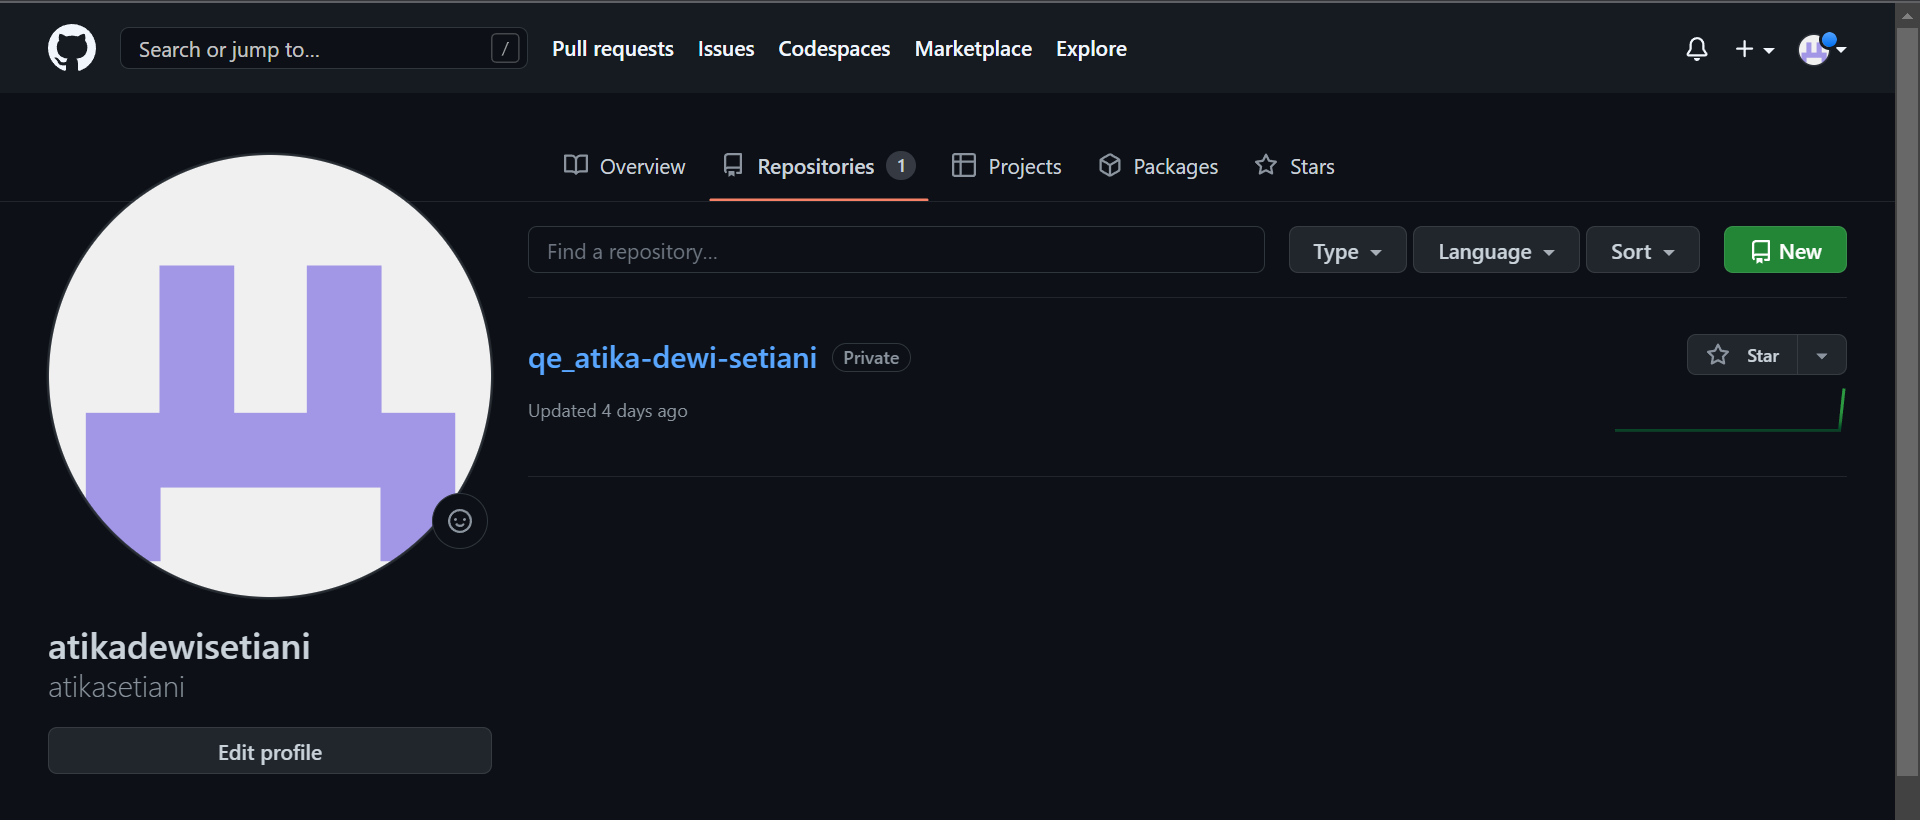 Search or jump to... /
Pull requests
Issues
Codespaces
Marketplace
Explore
Overview
Repositories 1
Projects
Packages
Stars
Find a repository...
Type
Language
Sort
New
qe_atika-dewi-setiani Private
Star
Updated 4 days ago
atikadewisetiani
atikasetiani
Edit profile